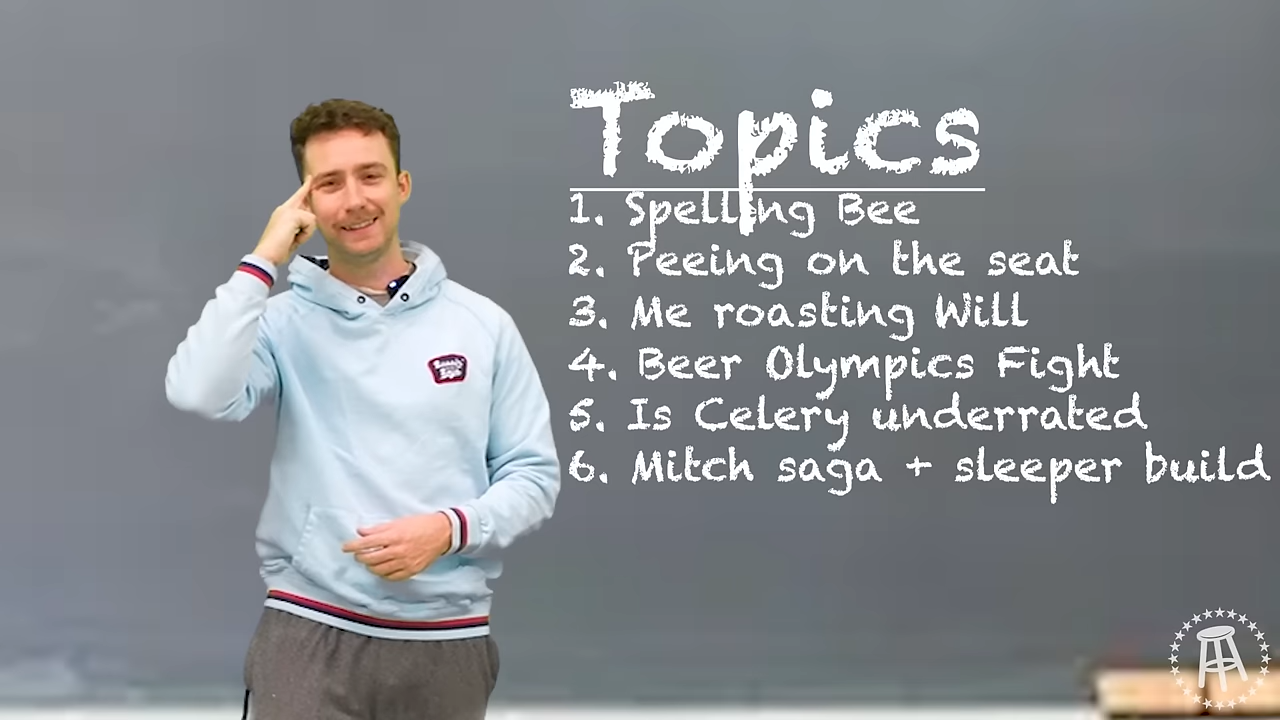 Topics
1. Spelling Bee
2. Peeing on the seat
3. Me roasting Will
4. Beer Olympics Fight
5. Is Celery underrated
6. Mitch saga + sleeper build